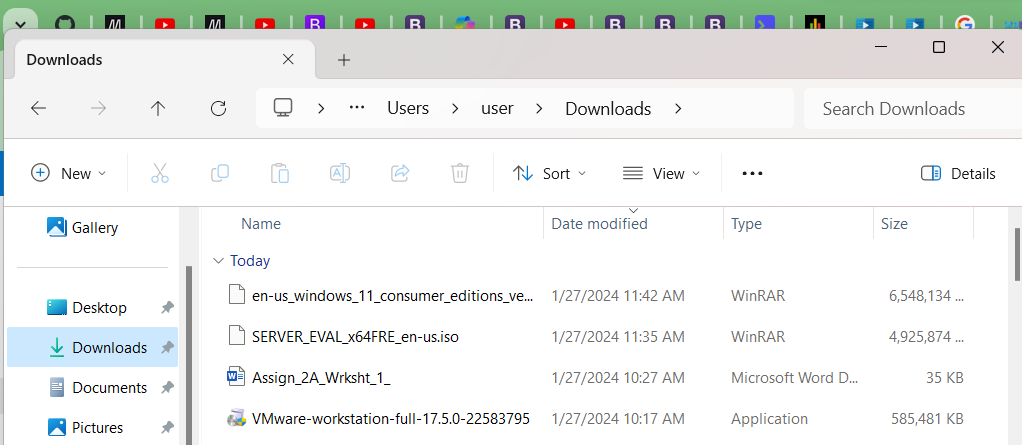 Downloads
Users user Downloads
Search Downloads
New Sort View Details
Gallery
Desktop
Downloads
Documents
Pictures
Name Date modified Type Size
Today
en-us_windows_11_consumer_editions_ve... 1/27/2024 11:42 AM WinRAR 6,548,134 ...
SERVER_EVAL_x64FRE_en-us.iso 1/27/2024 11:35 AM WinRAR 4,925,874 ...
Assign_2A_Wrksht_1_ 1/27/2024 10:27 AM Microsoft Word D... 35 KB
VMware-workstation-full-17.5.0-22583795 1/27/2024 10:17 AM Application 585,481 KB